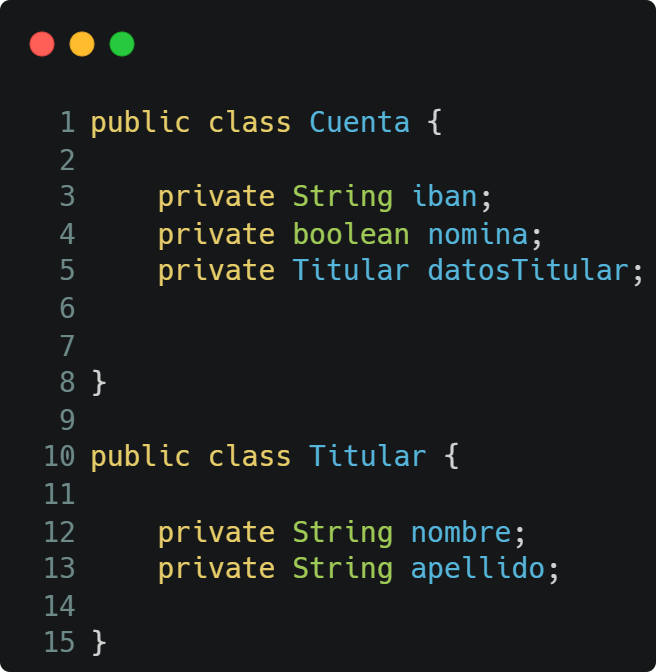 1 public class Cuenta {
2
3     private String iban;
4     private boolean nomina;
5     private Titular datosTitular;
6
7
8 }
9
10 public class Titular {
11
12     private String nombre;
13     private String apellido;
14
15 }